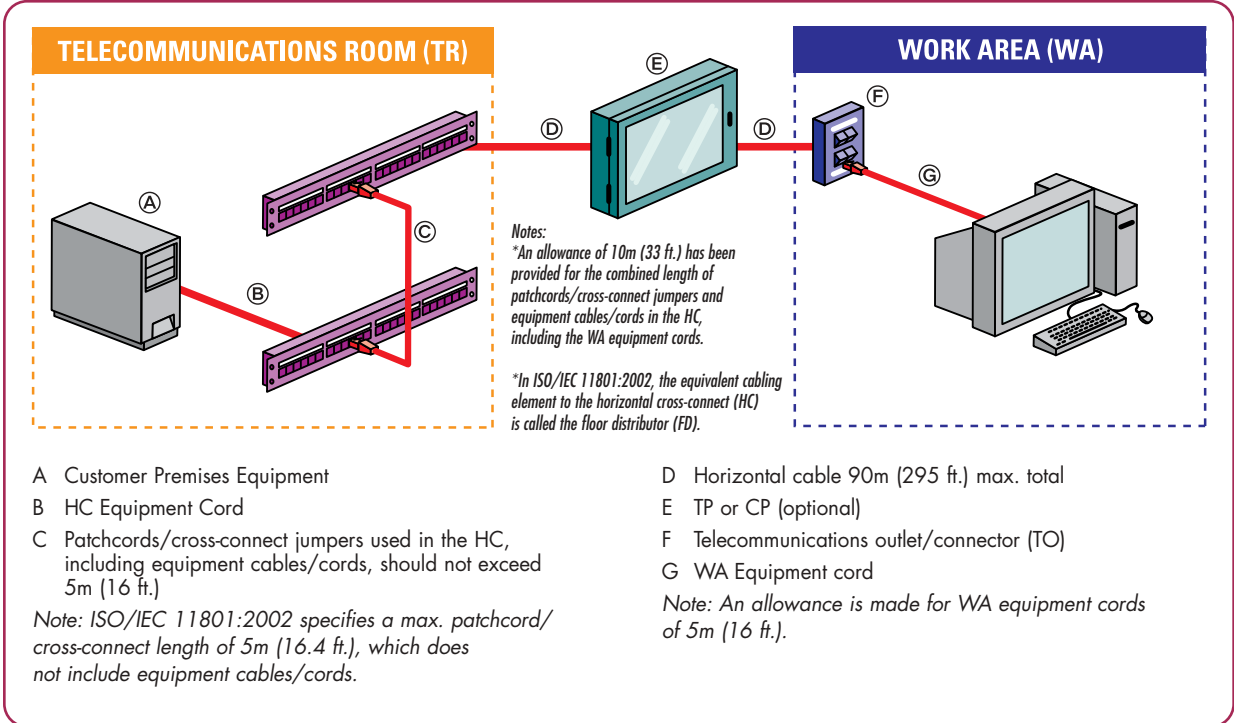 TELECOMMUNICATIONS ROOM (TR)
WORK AREA (WA)
E
F
D
D
G
A
C
B
Notes:
*An allowance of 10m (33 ft.) has been
provided for the combined length of
patchcords/cross-connect jumpers and
equipment cables/cords in the HC,
including the WA equipment cords.
*In ISO/IEC 11801:2002, the equivalent cabling
element to the horizontal cross-connect (HC)
is called the floor distributor (FD).
A Customer Premises Equipment
B HC Equipment Cord
C Patchcords/cross-connect jumpers used in the HC,
including equipment cables/cords, should not exceed
5m (16 ft.)
Note: ISO/IEC 11801:2002 specifies a max. patchcord/
cross-connect length of 5m (16.4 ft.), which does
not include equipment cables/cords.
D Horizontal cable 90m (295 ft.) max. total
E TP or CP (optional)
F Telecommunications outlet/connector (TO)
G WA Equipment cord
Note: An allowance is made for WA equipment cords
of 5m (16 ft.).